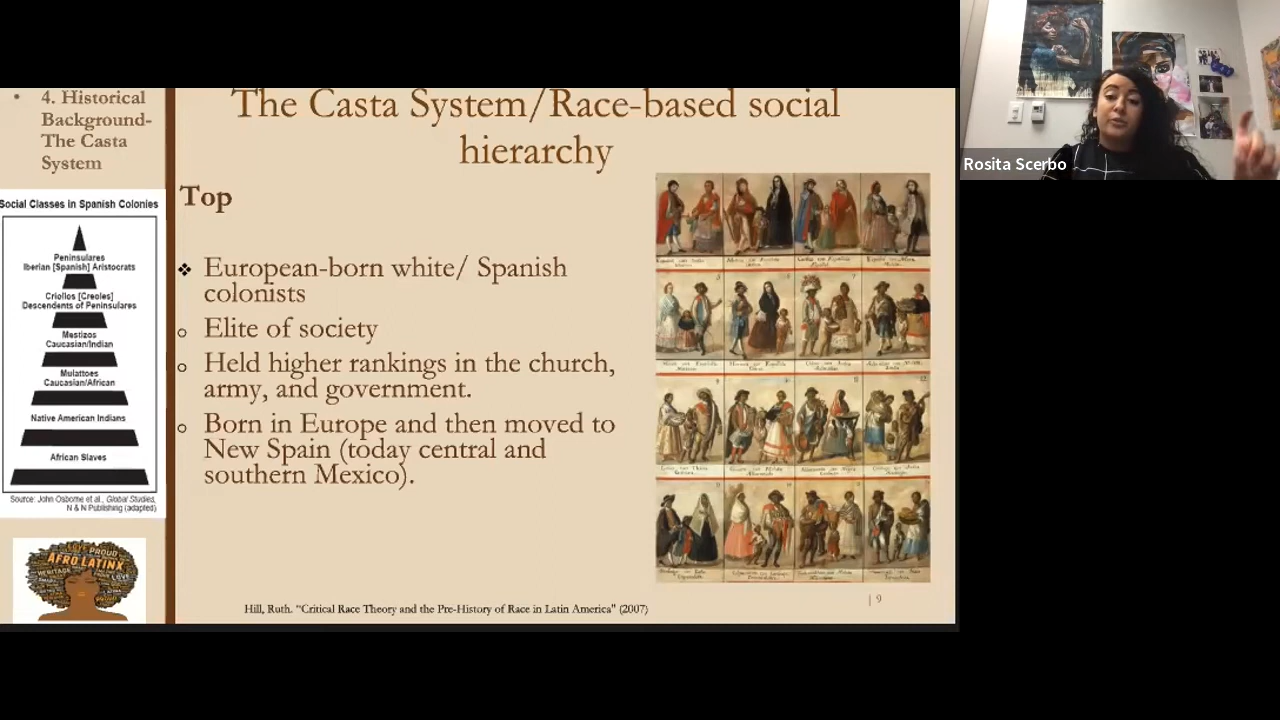 • 4. Historical
Background-
The Casta
System
Social Classes in Spanish Colonies
Peninsulares
Iberian [Spanish] Aristocrats
Criollos [Creoles]
Descendents of Peninsulares
Mestizos
Caucasian/Indian
Mulattoes
Caucasian/African
Native American Indians
African Slaves
Source: John Osborne et al., Global Studies,
N & N Publishing (adapted)
LOVE PROUD
AFRO LATINX
HERITAGE
PROUD LOVE
The Casta System/Race-based social
hierarchy
Top
❖ European-born white/ Spanish
colonists
o Elite of society
o Held higher rankings in the church,
army, and government.
o Born in Europe and then moved to
New Spain (today central and
southern Mexico).
Hill, Ruth. “Critical Race Theory and the Pre-History of Race in Latin America” (2007)
| 9
Rosita Scerbo